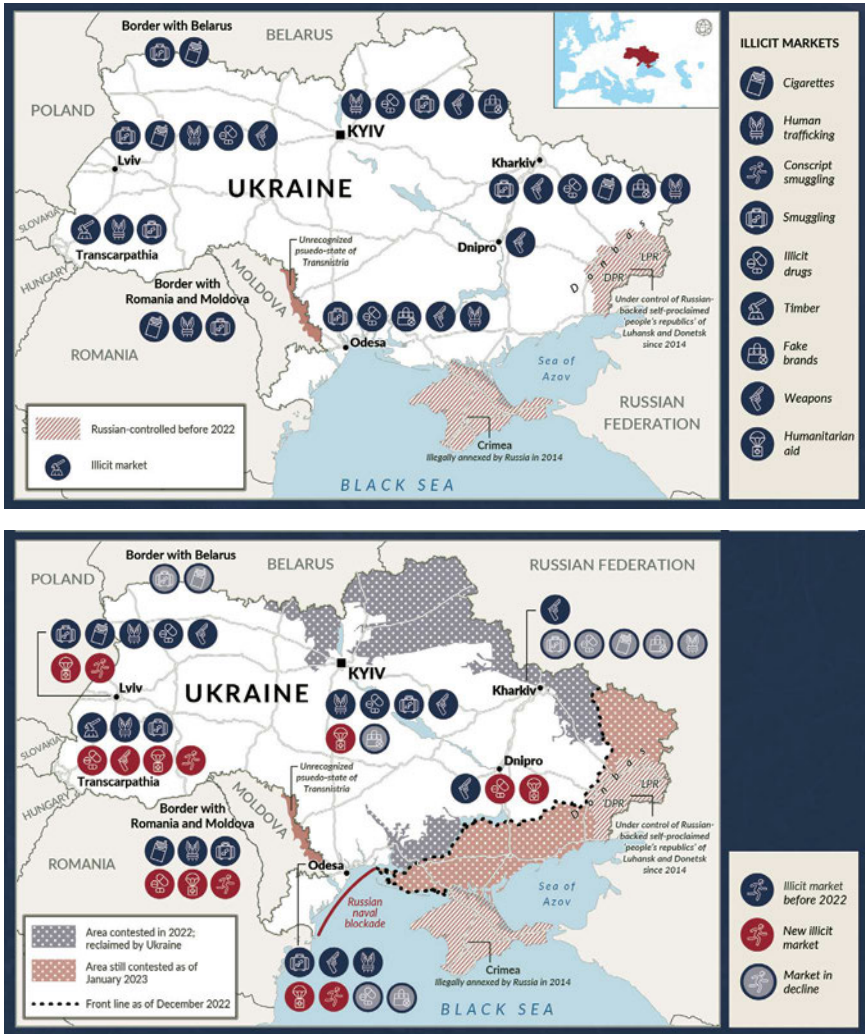 Border with Belarus
BELARUS
POLAND
KYIV
Lviv
Kharkiv
UKRAINE
SLOVAKIA
HUNGARY
Transcarpathia
Unrecognized
psuedo-state of
Transnistria
Dnipro
Donbas
LPR
DPR
MOLDOVA
Border with
Romania and Moldova
Under control of Russian-
backed self-proclaimed
'people's republics' of
Luhansk and Donetsk
since 2014
ROMANIA
Odesa
Sea of
Azov
RUSSIAN
FEDERATION
Russian-controlled before 2022
Illicit market
Crimea
Illegally annexed by Russia in 2014
BLACK SEA
ILLICIT MARKETS
Cigarettes
Human
trafficking
Conscript
smuggling
Smuggling
Illicit
drugs
Timber
Fake
brands
Weapons
Humanitarian
aid
Border with Belarus
POLAND
BELARUS
RUSSIAN FEDERATION
KYIV
Lviv
UKRAINE
Kharkiv
SLOVAKIA
HUNGARY
Transcarpathia
Unrecognized
psuedo-state of
Transnistria
Dnipro
Donbas
LPR
DPR
MOLDOVA
Border with
Romania and Moldova
Under control of Russian-
backed self-proclaimed
'people's republics' of
Luhansk and Donetsk
since 2014
ROMANIA
Odesa
Sea of
Azov
Russian
naval
blockade
Area contested in 2022;
reclaimed by Ukraine
Area still contested as of
January 2023
Front line as of December 2022
Crimea
Illegally annexed by Russia in 2014
BLACK SEA
Illicit market
before 2022
New illicit
market
Market in
decline